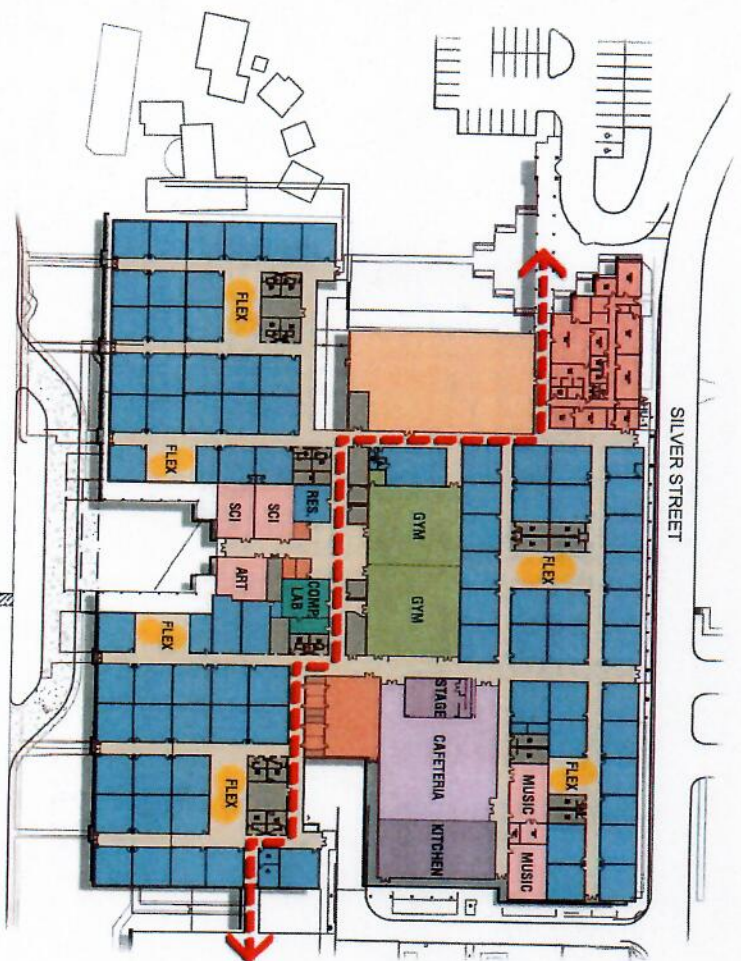 SILVER STREET
FLEX
FLEX
RES.
SCI
SCI
GYM
FLEX
ART
COMP
LAB
GYM
FLEX
STAGE
CAFETERIA
FLEX
MUSIC
FLEX
KITCHEN
MUSIC